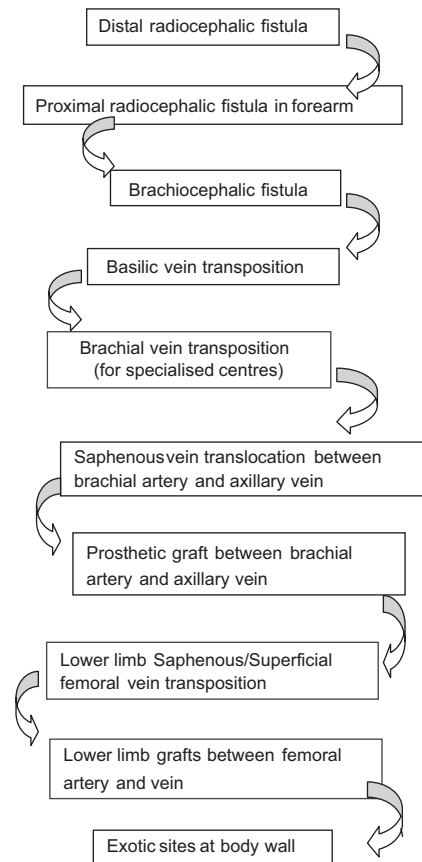 Distal radiocephalic fistula
Proximal radiocephalic fistula in forearm
Brachiocephalic fistula
Basilic vein transposition
Brachial vein transposition
(for specialised centres)
Saphenous vein translocation between
brachial artery and axillary vein
Prosthetic graft between brachial
artery and axillary vein
Lower limb Saphenous/Superficial
femoral vein transposition
Lower limb grafts between femoral
artery and vein
Exotic sites at body wall